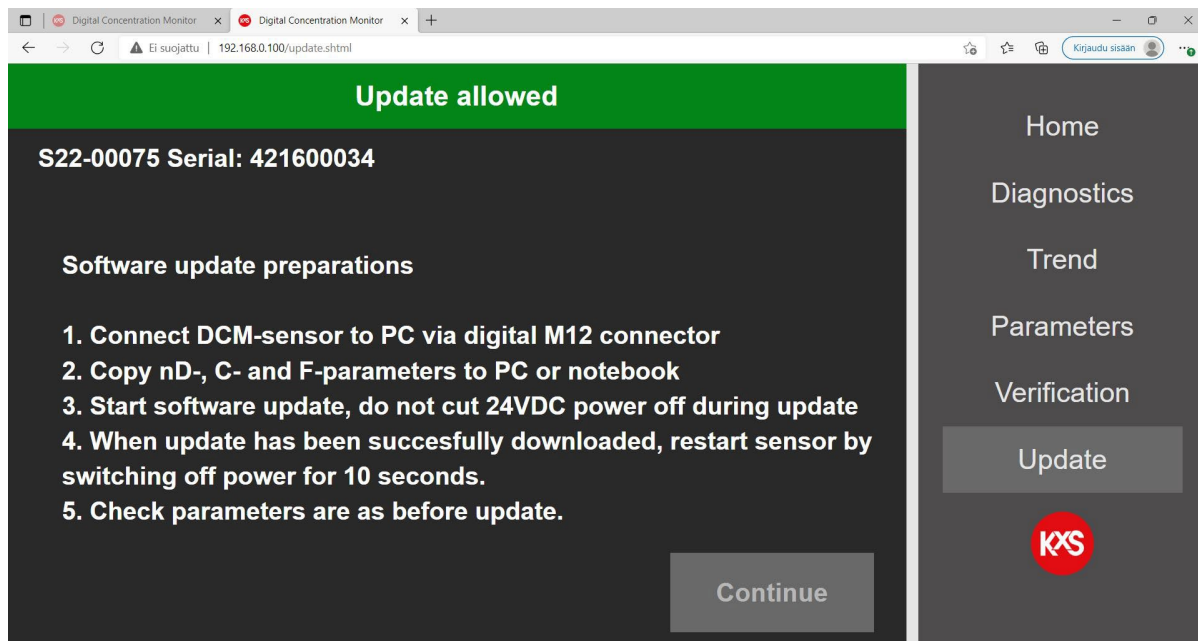 Digital Concentration Monitor
Digital Concentration Monitor
Ei suojattu | 192.168.0.100/update.shtml
Kirjaudu sisään
Update allowed
S22-00075 Serial: 421600034
Software update preparations
1. Connect DCM-sensor to PC via digital M12 connector
2. Copy nD-, C- and F-parameters to PC or notebook
3. Start software update, do not cut 24VDC power off during update
4. When update has been succesfully downloaded, restart sensor by
switching off power for 10 seconds.
5. Check parameters are as before update.
Continue
Home
Diagnostics
Trend
Parameters
Verification
Update
KXS